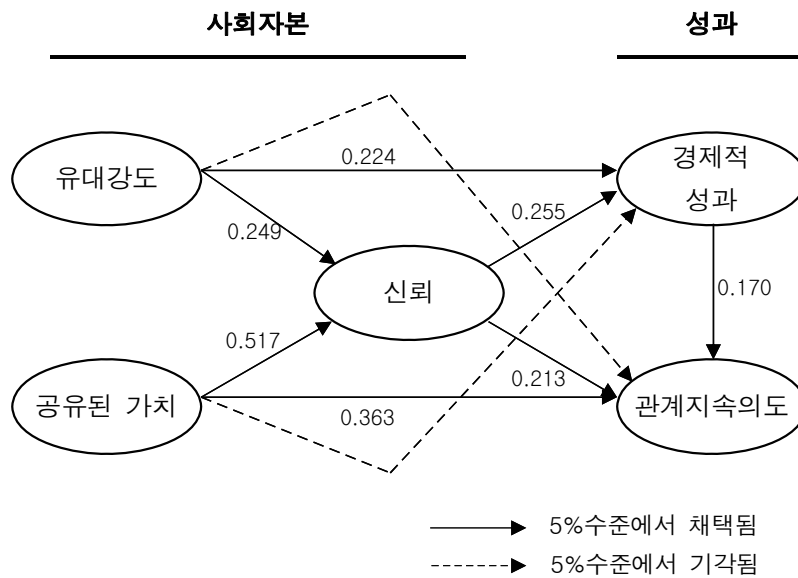 사회자본
성과
유대강도
0.224
경제적
성과
0.249
0.255
신뢰
0.170
0.517
0.213
공유된 가치
0.363
관계지속의도
5%수준에서 채택됨
5%수준에서 기각됨